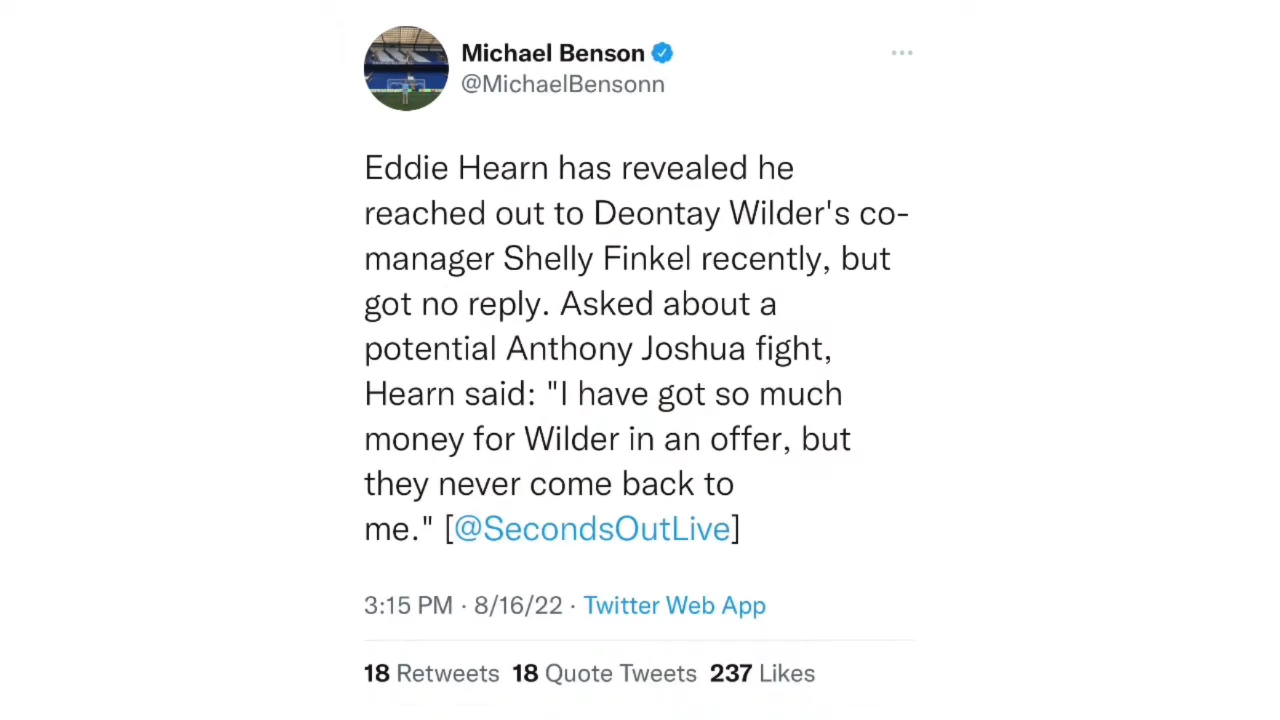 Michael Benson
@MichaelBensonn
Eddie Hearn has revealed he
reached out to Deontay Wilder's co-
manager Shelly Finkel recently, but
got no reply. Asked about a
potential Anthony Joshua fight,
Hearn said: "I have got so much
money for Wilder in an offer, but
they never come back to
me." [@SecondsOutLive]
3:15 PM · 8/16/22 · Twitter Web App
18 Retweets 18 Quote Tweets 237 Likes